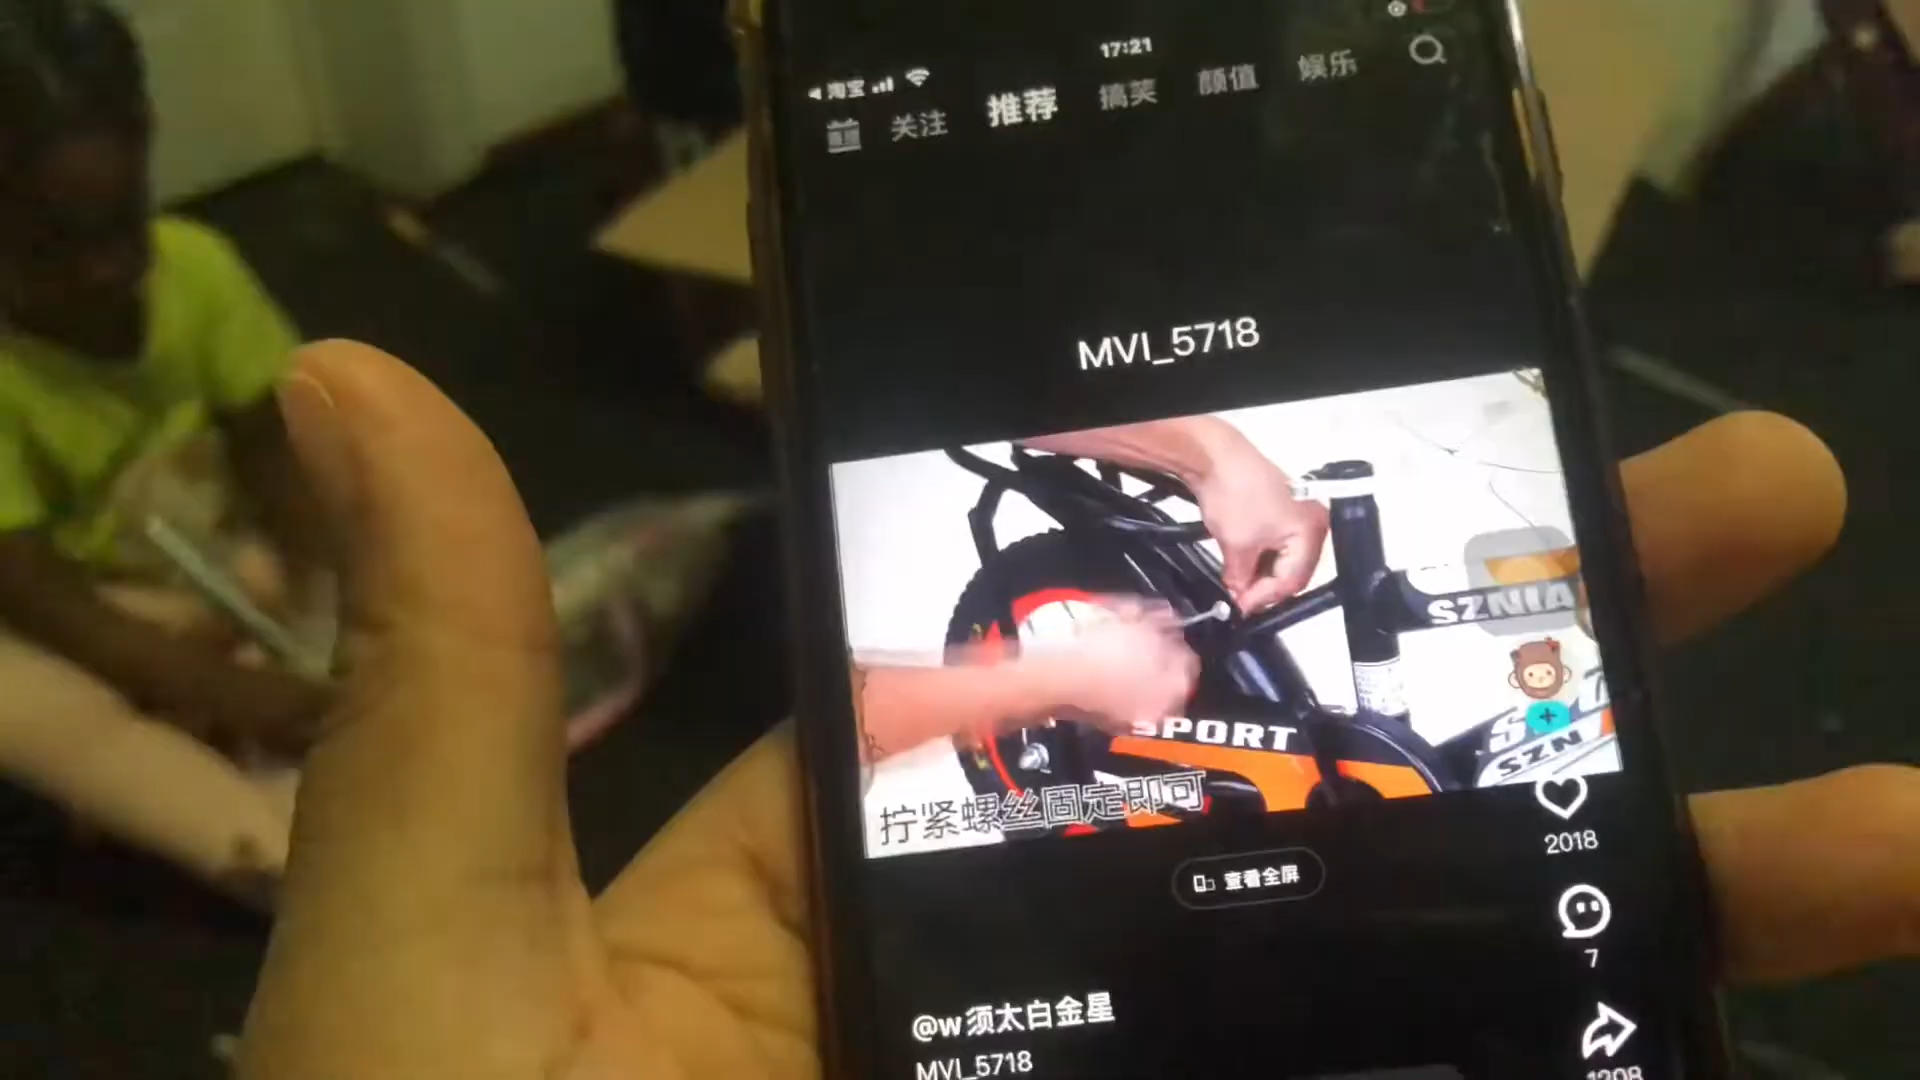 17:21
淘宝
关注 推荐 搞笑 颜值 娱乐
MVI_5718
SZNIA
SPORT
SZN
拧紧螺丝固定即可
2018
查看全屏
7
@w须太白金星
MVI_5718
1208